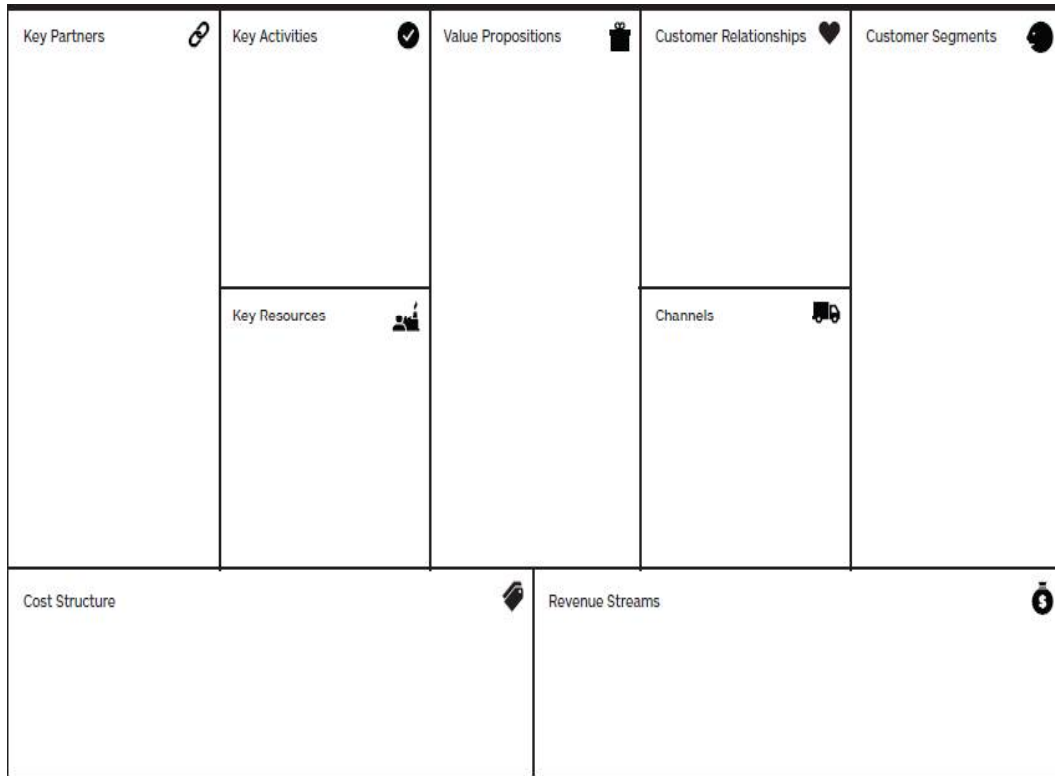 Key Partners
Key Activities
Value Propositions
Customer Relationships
Customer Segments
Key Resources
Channels
Cost Structure
Revenue Streams
$